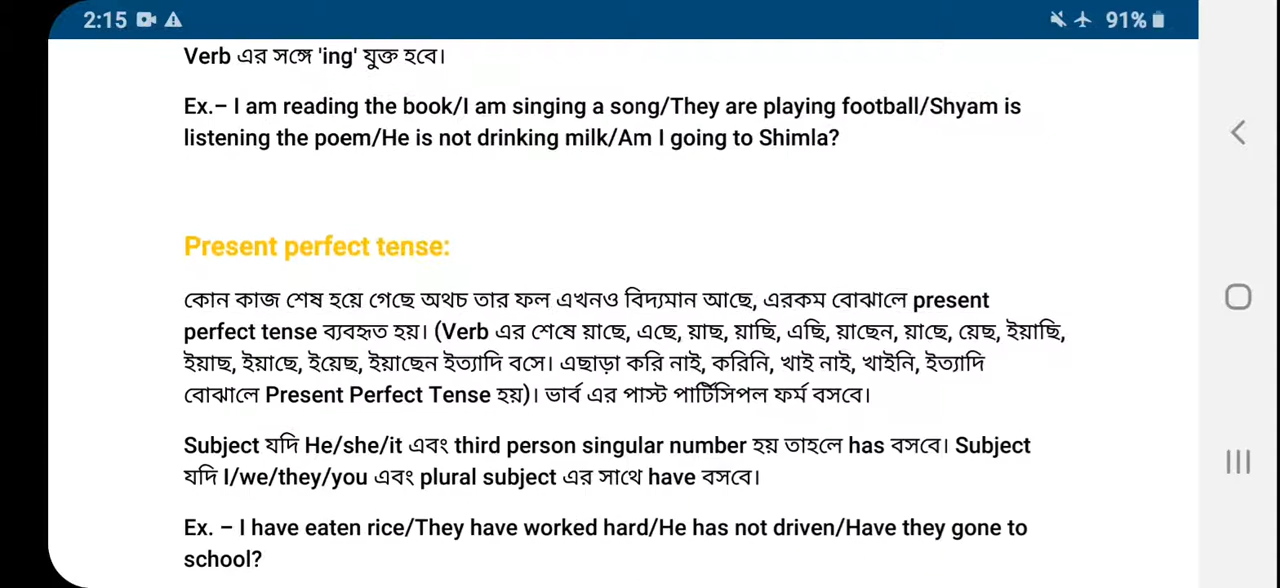 2:15
91%
Verb এর সঙ্গে 'ing' যুক্ত হবে।
Ex.– I am reading the book/I am singing a song/They are playing football/Shyam is
listening the poem/He is not drinking milk/Am I going to Shimla?
Present perfect tense:
কোন কাজ শেষ হয়ে গেছে অথচ তার ফল এখনও বিদ্যমান আছে, এরকম বোঝালে present
perfect tense ব্যবহৃত হয়। (Verb এর শেষে য়াছে, এছে, য়াছ, য়াছি, এছি, য়াছেন, য়াছে, য়েছ, ইয়াছি,
ইয়াছ, ইয়াছে, ইয়েছ, ইয়াছেন ইত্যাদি বসে। এছাড়া করি নাই, করিনি, খাই নাই, খাইনি, ইত্যাদি
বোঝালে Present Perfect Tense হয়)। ভার্ব এর পাস্ট পার্টিসিপল ফর্ম বসবে।
Subject যদি He/she/it এবং third person singular number হয় তাহলে has বসবে। Subject
যদি I/we/they/you এবং plural subject এর সাথে have বসবে।
Ex. – I have eaten rice/They have worked hard/He has not driven/Have they gone to
school?